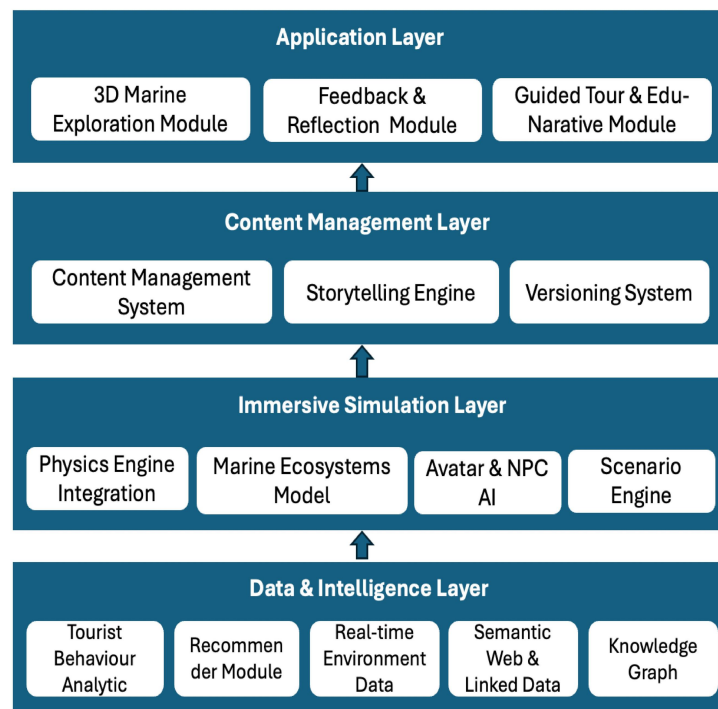 Application Layer
3D Marine
Exploration Module
Feedback &
Reflection Module
Guided Tour & Edu-
Narative Module
Content Management Layer
Content Management
System
Storytelling Engine
Versioning System
Immersive Simulation Layer
Physics Engine
Integration
Marine Ecosystems
Model
Avatar & NPC
AI
Scenario
Engine
Data & Intelligence Layer
Tourist
Behaviour
Analytic
Recommen
der Module
Real-time
Environment
Data
Semantic
Web &
Linked Data
Knowledge
Graph